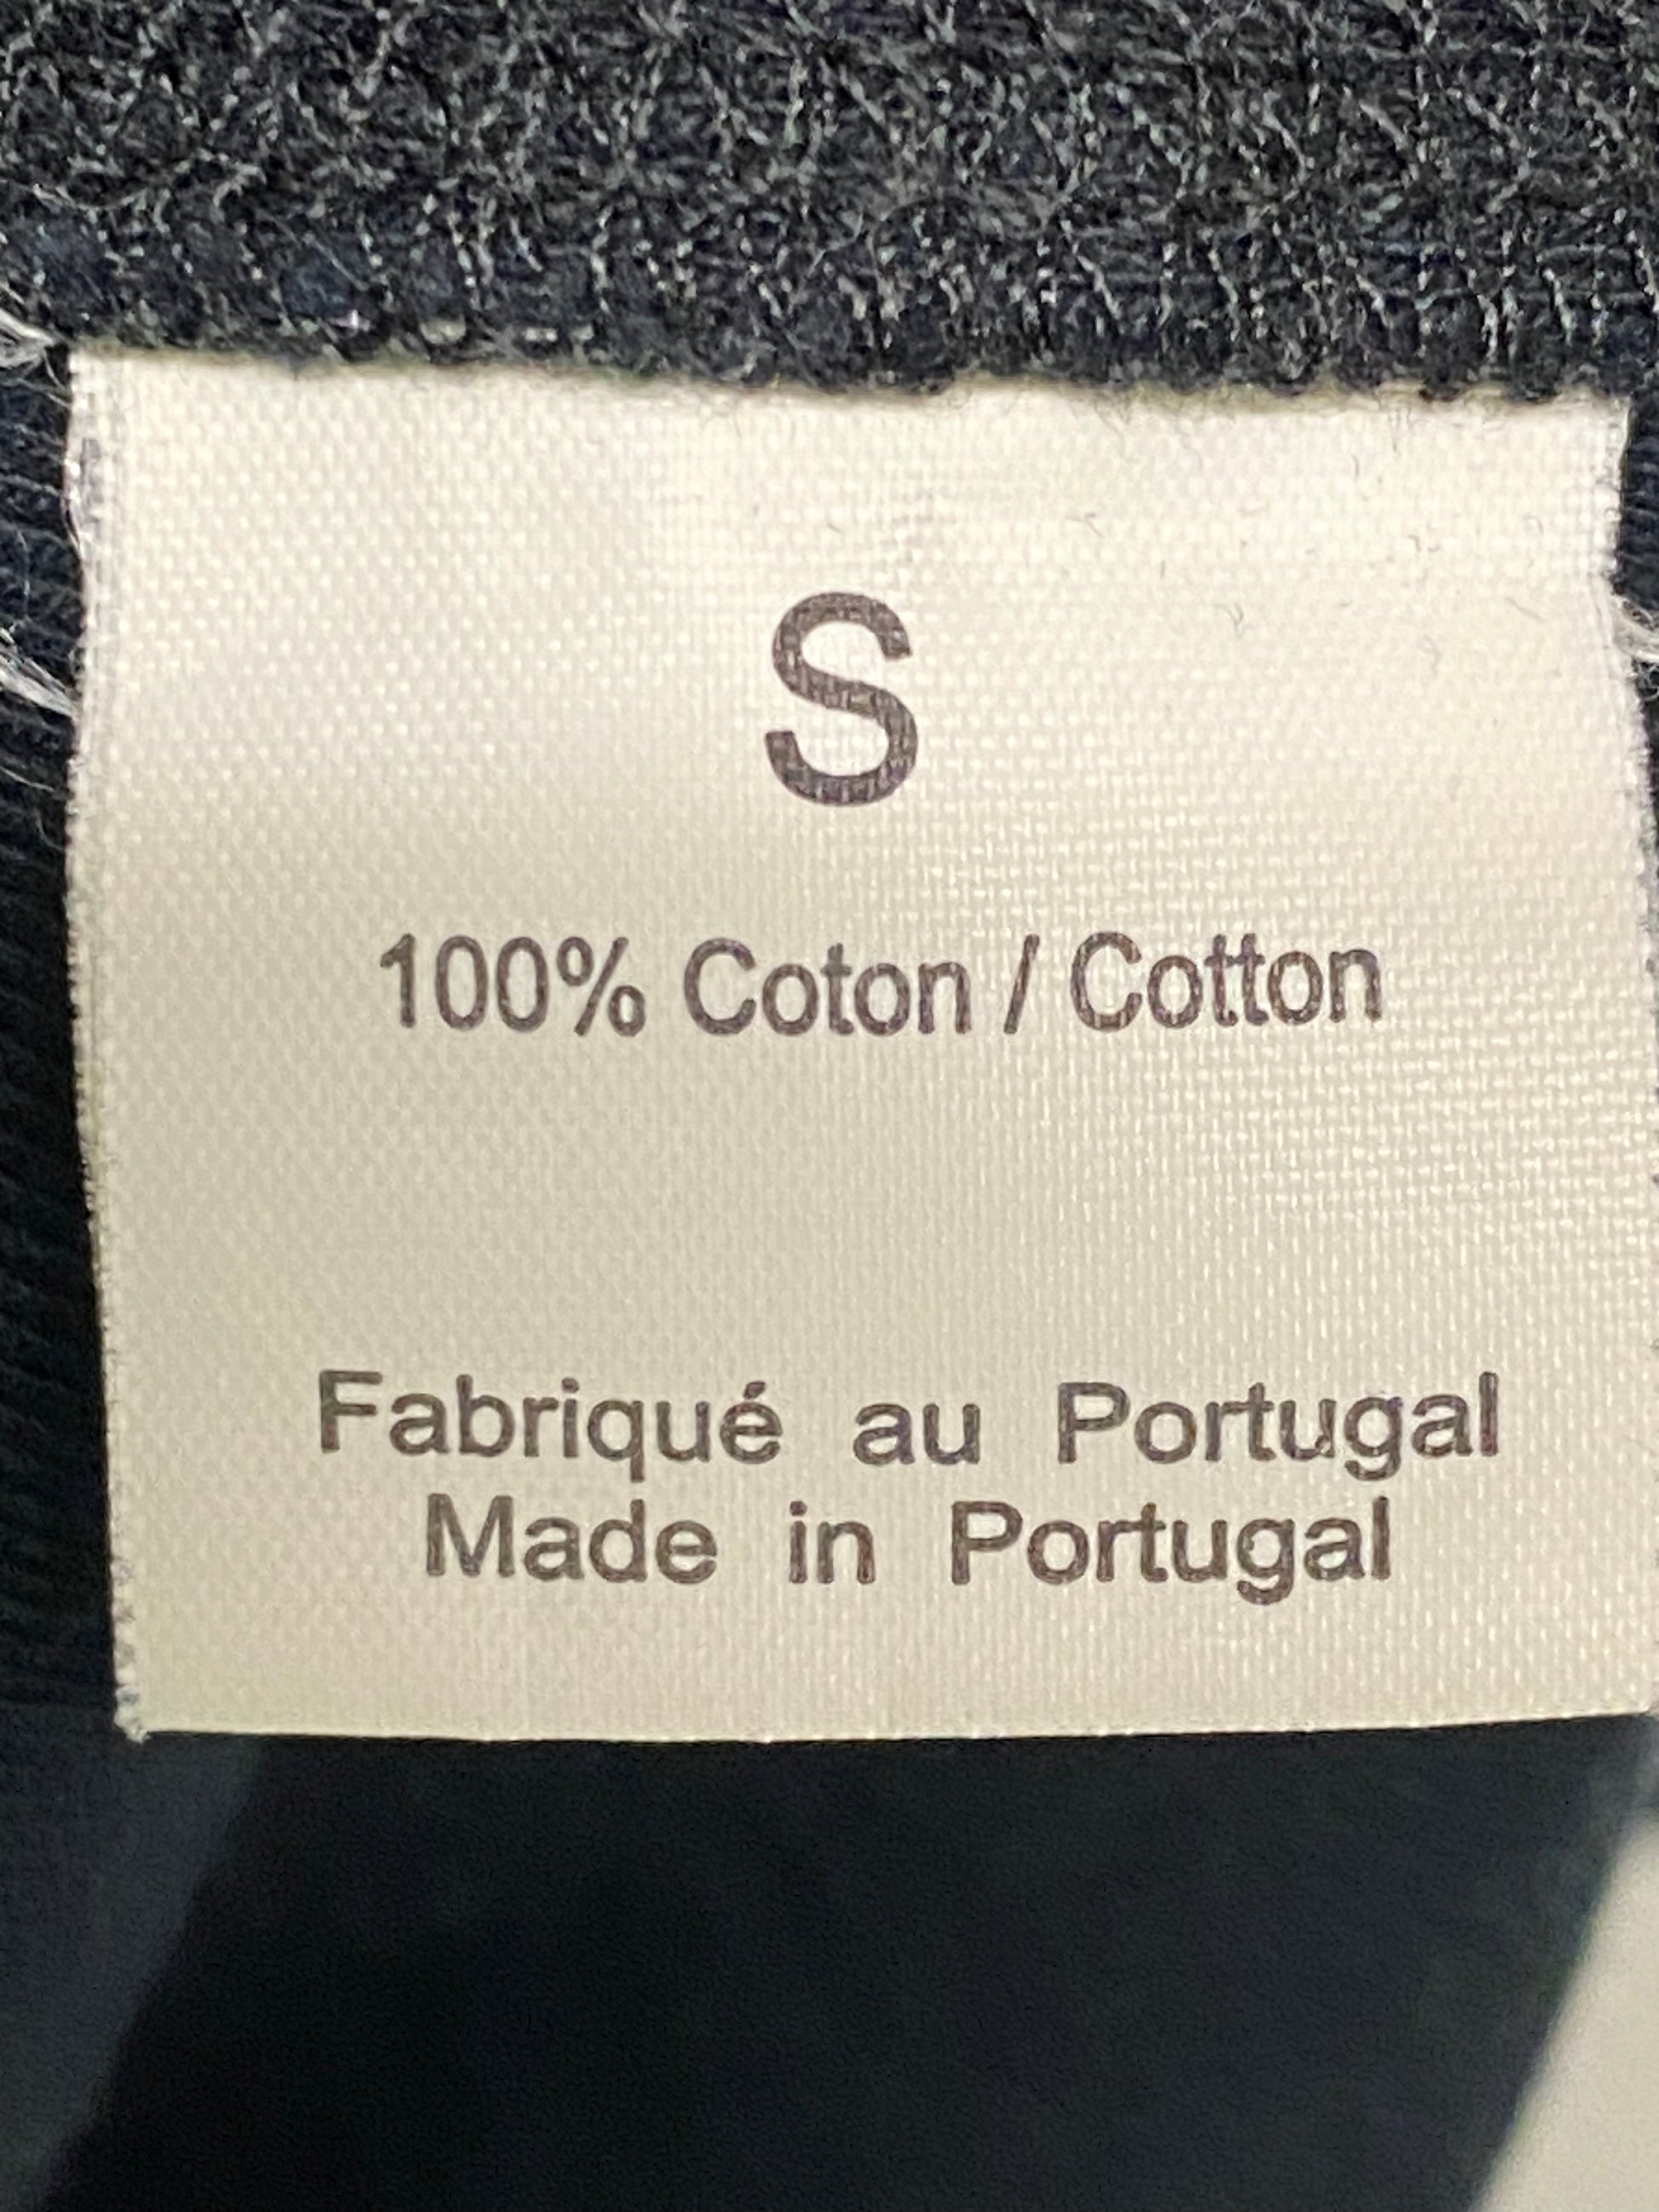 S
100% Coton / Cotton
Fabriqué au Portugal
Made in Portugal